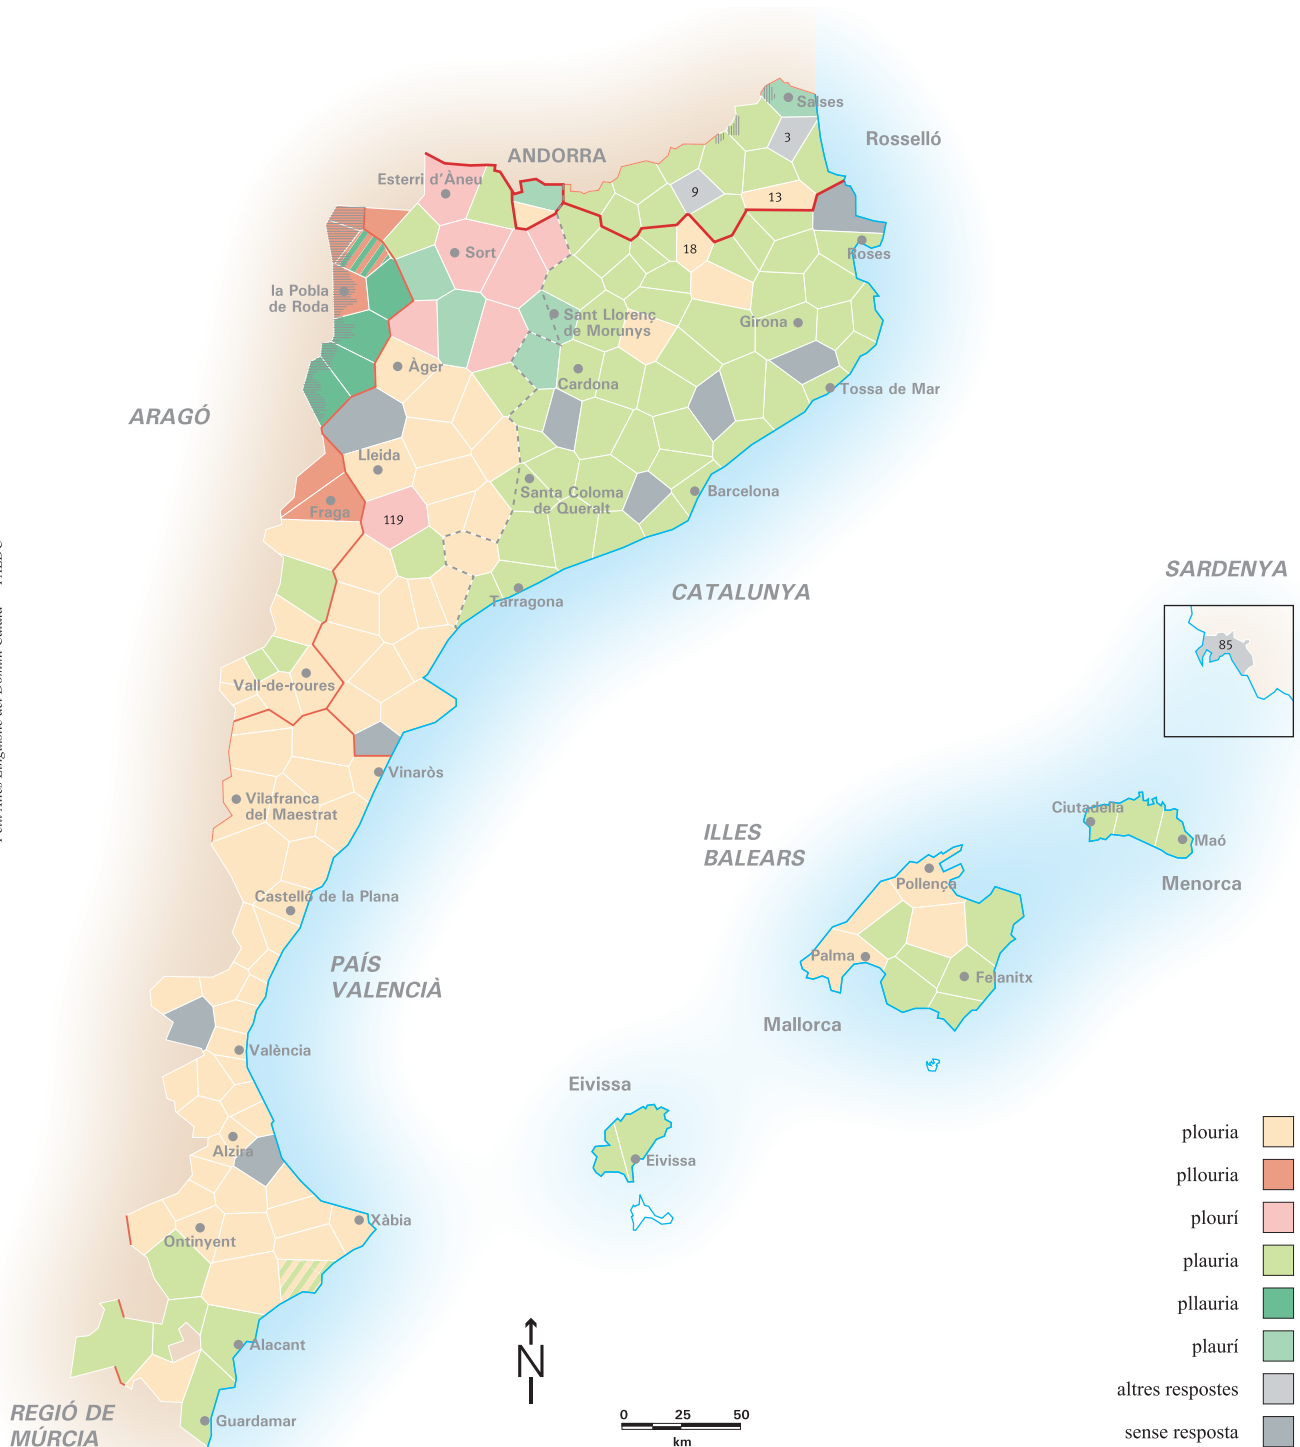 Salses
3
Rosselló
ANDORRA
Esterri d'Àneu
9
13
Sort
18
Roses
la Pobla
de Roda
Sant Llorenç
de Morunys
Girona
Àger
Cardona
Tossa de Mar
ARAGÓ
Lleida
Santa Coloma
de Queralt
Barcelona
Fraga
119
SARDENYA
CATALUNYA
Tarragona
85
Vall-de-roures
Vinaròs
Vilafranca
del Maestrat
ILLES
BALEARS
Ciutadella
Maó
Menorca
Pollença
Castelló de la Plana
Palma
Felanitx
PAÍS
VALENCIÀ
Mallorca
València
Eivissa
Eivissa
Alzira
Xàbia
Ontinyent
Alacant
Guardamar
REGIÓ DE
MÚRCIA
N
0 25 50
km
plouria
pllouria
plourí
plauria
pllauria
plaurí
altres respostes
sense resposta